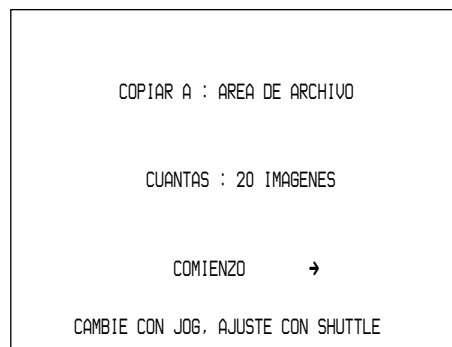 COPIAR A : AREA DE ARCHIVO
CUANTAS : 20 IMAGENES
COMIENZO →
CAMBIE CON JOG, AJUSTE CON SHUTTLE